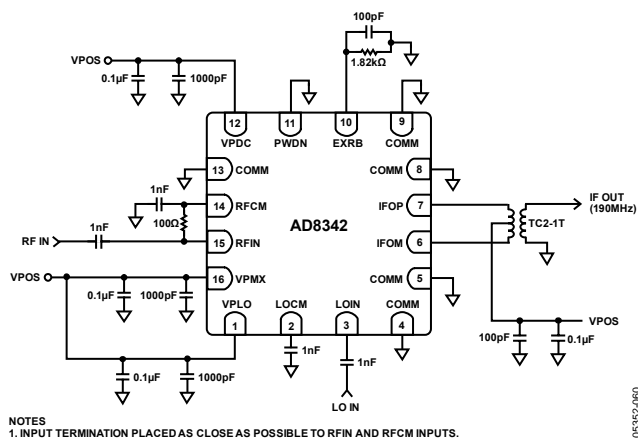 100pF
1.82kΩ
VPOS
0.1µF
1000pF
12
VPDC
11
PWDN
10
EXRB
9
COMM
13
COMM
COMM
8
1nF
14
RFCM
100Ω
AD8342
IFOP
7
IF OUT
(190MHz)
TC2-1T
RF IN
1nF
15
RFIN
IFOM
6
VPOS
16
VPMX
COMM
5
0.1µF
1000pF
VPLO
LOCM
LOIN
COMM
1
2
3
4
VPOS
100pF
0.1µF
1nF
1nF
0.1µF
1000pF
LO IN
NOTES
1. INPUT TERMINATION PLACED AS CLOSE AS POSSIBLE TO RFIN AND RFCM INPUTS.
05352-060